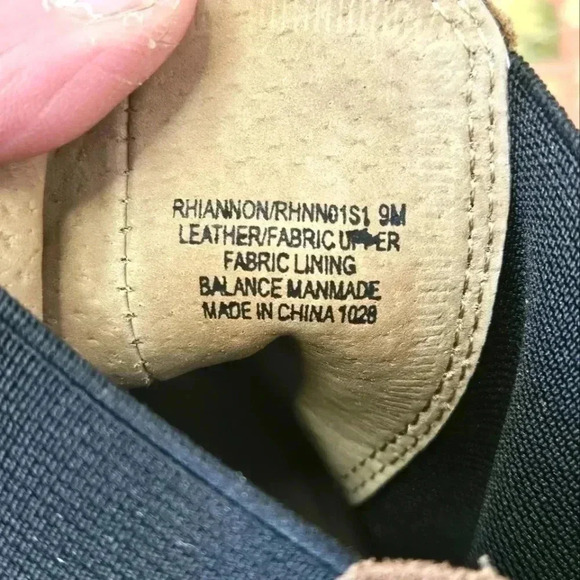 RHIANNON/RHNN01S1 9M
LEATHER/FABRIC UPPER
FABRIC LINING
BALANCE MANMADE
MADE IN CHINA 1028